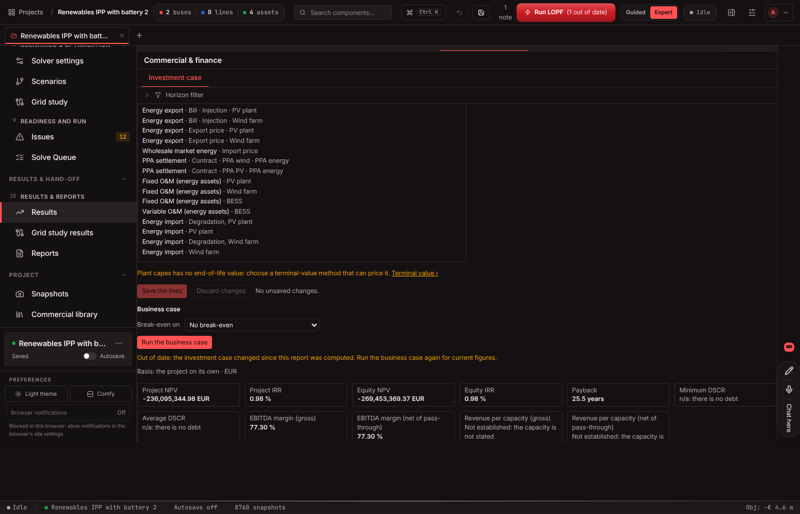 Projects / Renewables IPP with battery 2
2 buses
0 lines
4 assets
Search components...
Ctrl K
1 note
Run LOPF (1 out of date)
Guided
Expert
Idle
A
Renewables IPP with batt... ×
+
Solver settings
Scenarios
Grid study
READINESS AND RUN
Issues 12
Solve Queue
RESULTS & HAND-OFF
RESULTS & REPORTS
Results
Grid study results
Reports
PROJECT
Snapshots
Commercial library
Renewables IPP with b... ...
Saved
Autosave
PREFERENCES
Light theme
Comfy
Browser notifications Off
Blocked in this browser: allow notifications in the browser's site settings
Commercial & finance
Investment case
Horizon filter
Energy export · Bill · Injection · PV plant
Energy export · Bill · Injection · Wind farm
Energy export · Export price · PV plant
Energy export · Export price · Wind farm
Wholesale market energy · Import price
PPA settlement · Contract · PPA wind · PPA energy
PPA settlement · Contract · PPA PV · PPA energy
Fixed O&M (energy assets) · PV plant
Fixed O&M (energy assets) · Wind farm
Fixed O&M (energy assets) · BESS
Variable O&M (energy assets) · BESS
Energy import · Degradation, PV plant
Energy import · PV plant
Energy import · Degradation, Wind farm
Energy import · Wind farm
Plant capex has no end-of-life value: choose a terminal-value method that can price it. Terminal value ›
Save the lines
Discard changes
No unsaved changes.
Business case
Break-even on
No break-even
Run the business case
Out of date: the investment case changed since this report was computed. Run the business case again for current figures.
Basis: the project on its own · EUR
Project NPV
-236,095,344.98 EUR
Project IRR
0.98 %
Equity NPV
-269,453,369.37 EUR
Equity IRR
0.98 %
Payback
25.5 years
Minimum DSCR
n/a: there is no debt
Average DSCR
n/a: there is no debt
EBITDA margin (gross)
77.30 %
EBITDA margin (net of pass-through)
77.30 %
Revenue per capacity (gross)
Not established: the capacity is not stated
Revenue per capacity (net of pass-through)
Not established: the capacity is
Chat here
Idle
Renewables IPP with battery 2
Autosave off
8760 snapshots
Obj: −€ 4.6